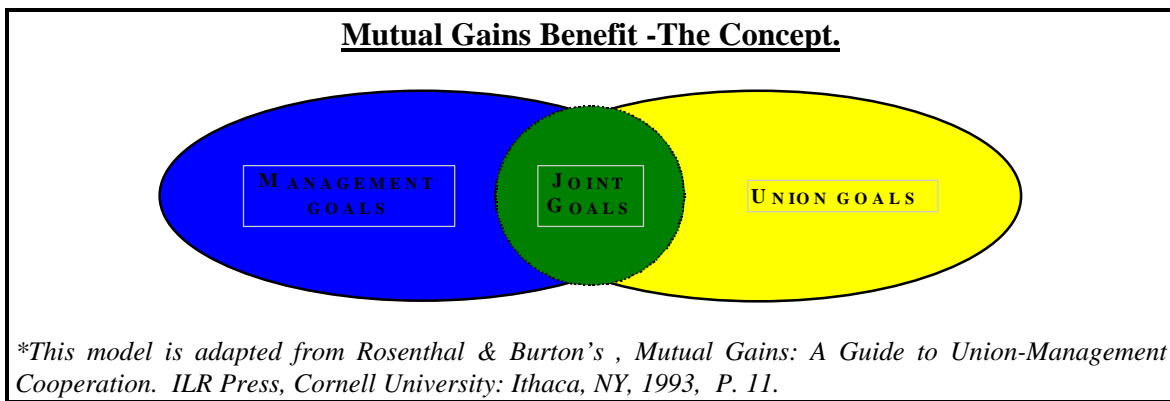 Mutual Gains Benefit -The Concept.
MANAGEMENT
GOALS
JOINT
GOALS
UNION GOALS
*This model is adapted from Rosenthal & Burton's , Mutual Gains: A Guide to Union-Management
Cooperation. ILR Press, Cornell University: Ithaca, NY, 1993, P. 11.